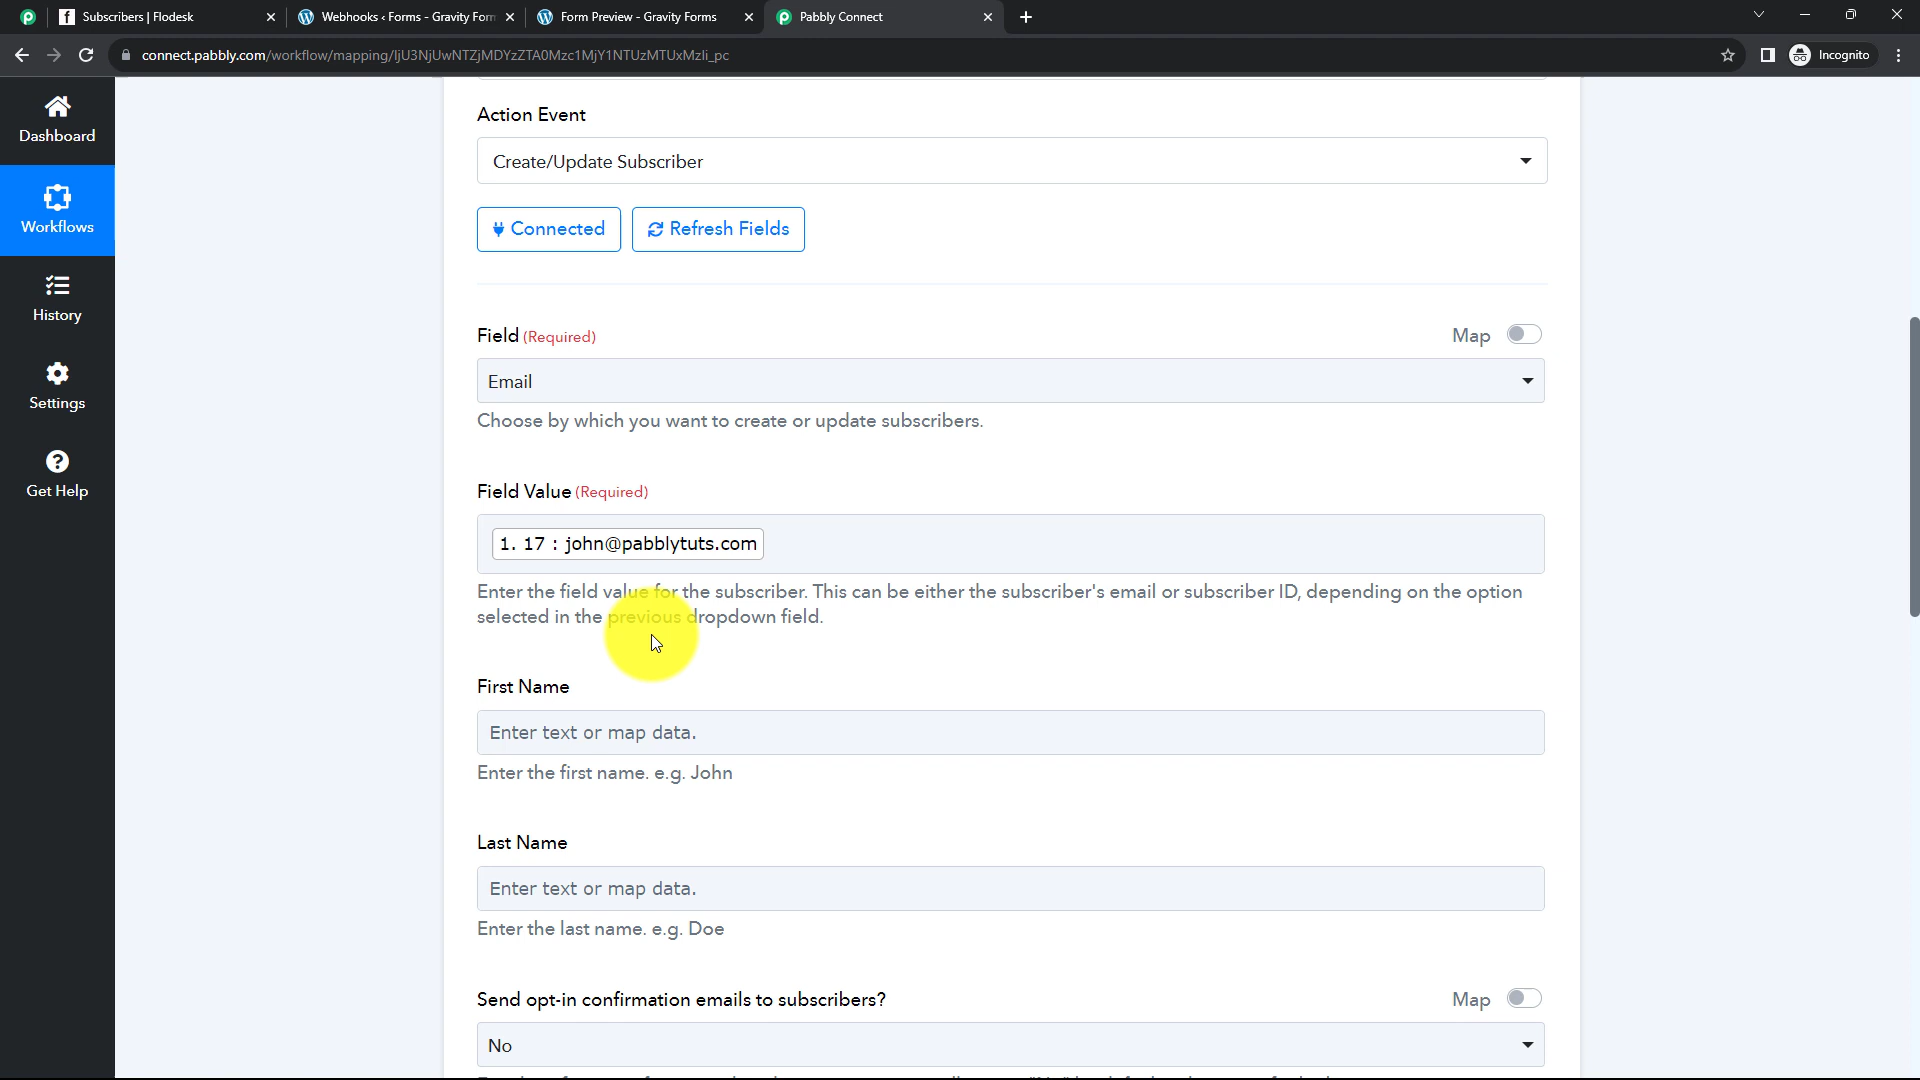 Subscribers | Flodesk
Webhooks ‹ Forms - Gravity Form
Form Preview - Gravity Forms
Pabbly Connect
connect.pabbly.com/workflow/mapping/IjU3NjUwNTZjMDYzZTA0Mzc1MjY1NTUzMTUxMzIi_pc
Incognito
Dashboard
Workflows
History
Settings
Get Help
Action Event
Create/Update Subscriber
Connected
Refresh Fields
Field (Required)
Map
Email
Choose by which you want to create or update subscribers.
Field Value (Required)
1. 17 : john@pabblytuts.com
Enter the field value for the subscriber. This can be either the subscriber's email or subscriber ID, depending on the option
selected in the previous dropdown field.
First Name
Enter text or map data.
Enter the first name. e.g. John
Last Name
Enter text or map data.
Enter the last name. e.g. Doe
Send opt-in confirmation emails to subscribers?
Map
No